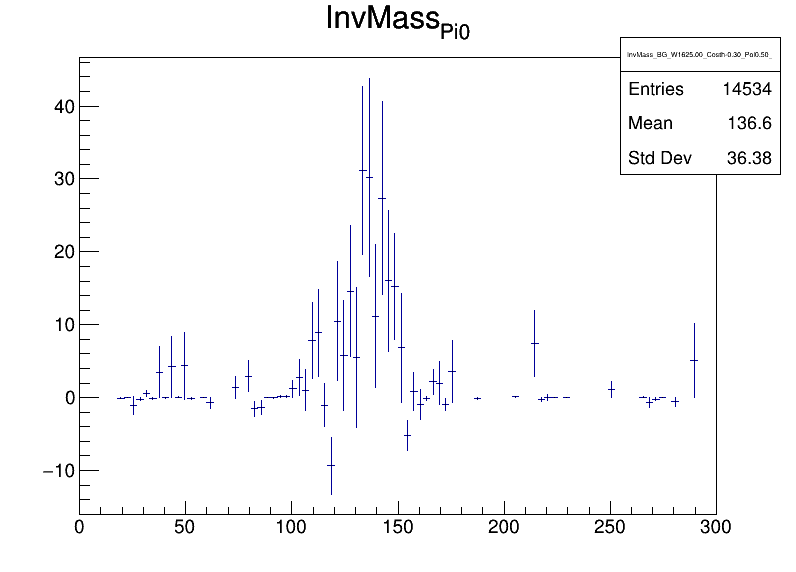 InvMass_Pi0
InvMass_BG_W1625.00_Costh-0.30_Pol0.50_
Entries 14534
Mean 136.6
Std Dev 36.38
40
30
20
10
0
−10
0 50 100 150 200 250 300